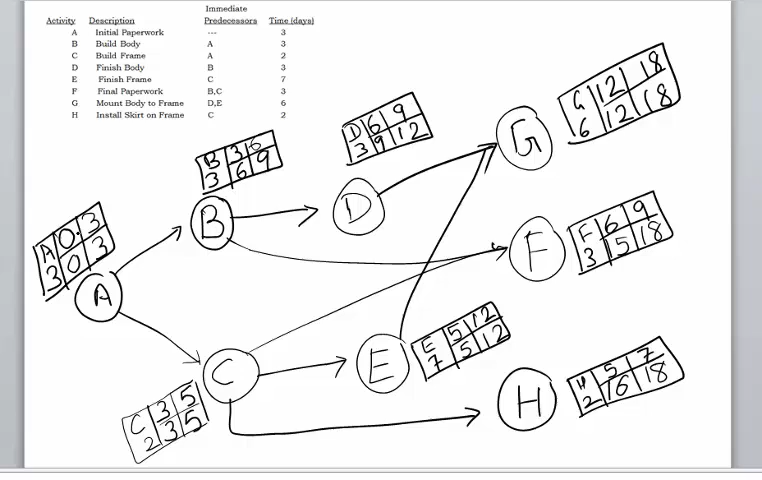 Immediate
Activity Description Predecessors Time (days)
A Initial Paperwork --- 3
B Build Body A 3
C Build Frame A 2
D Finish Body B 3
E Finish Frame C 7
F Final Paperwork B,C 3
G Mount Body to Frame D,E 6
H Install Skirt on Frame C 2
G 12 18
6 12 18
D 6 9
3 9 12
G
B 3 6
3 6 9
D
B
A 0 3
3 0 3
F
F 6 9
3 15 18
A
E 5 12
7 5 12
C
E
H 5 7
2 16 18
C 3 5
2 3 5
H